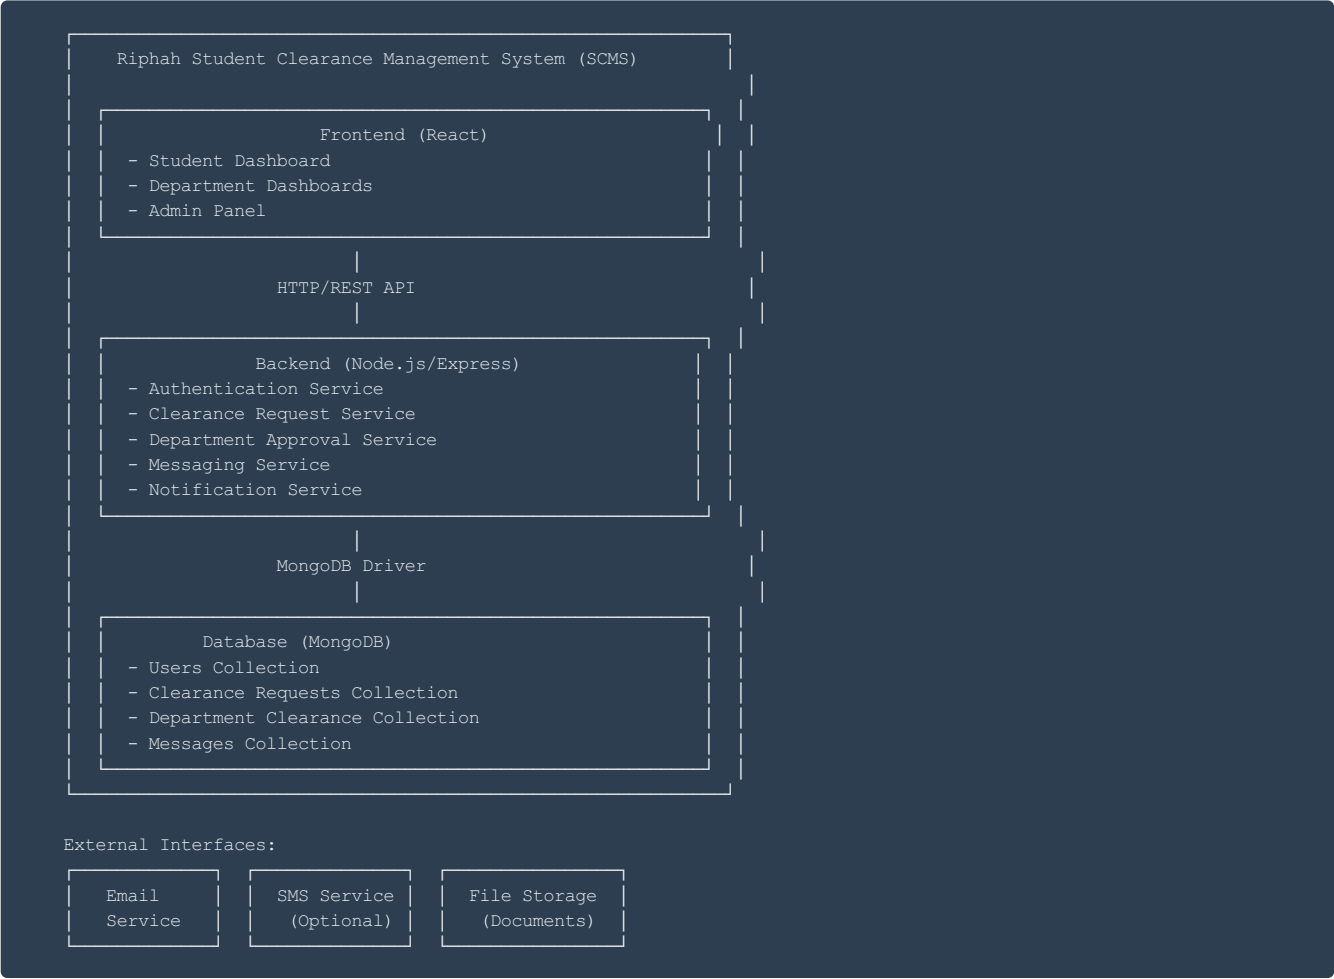 Riphah Student Clearance Management System (SCMS)
Frontend (React)
- Student Dashboard
- Department Dashboards
- Admin Panel
HTTP/REST API
Backend (Node.js/Express)
- Authentication Service
- Clearance Request Service
- Department Approval Service
- Messaging Service
- Notification Service
MongoDB Driver
Database (MongoDB)
- Users Collection
- Clearance Requests Collection
- Department Clearance Collection
- Messages Collection
External Interfaces:
Email SMS Service File Storage
Service (Optional) (Documents)